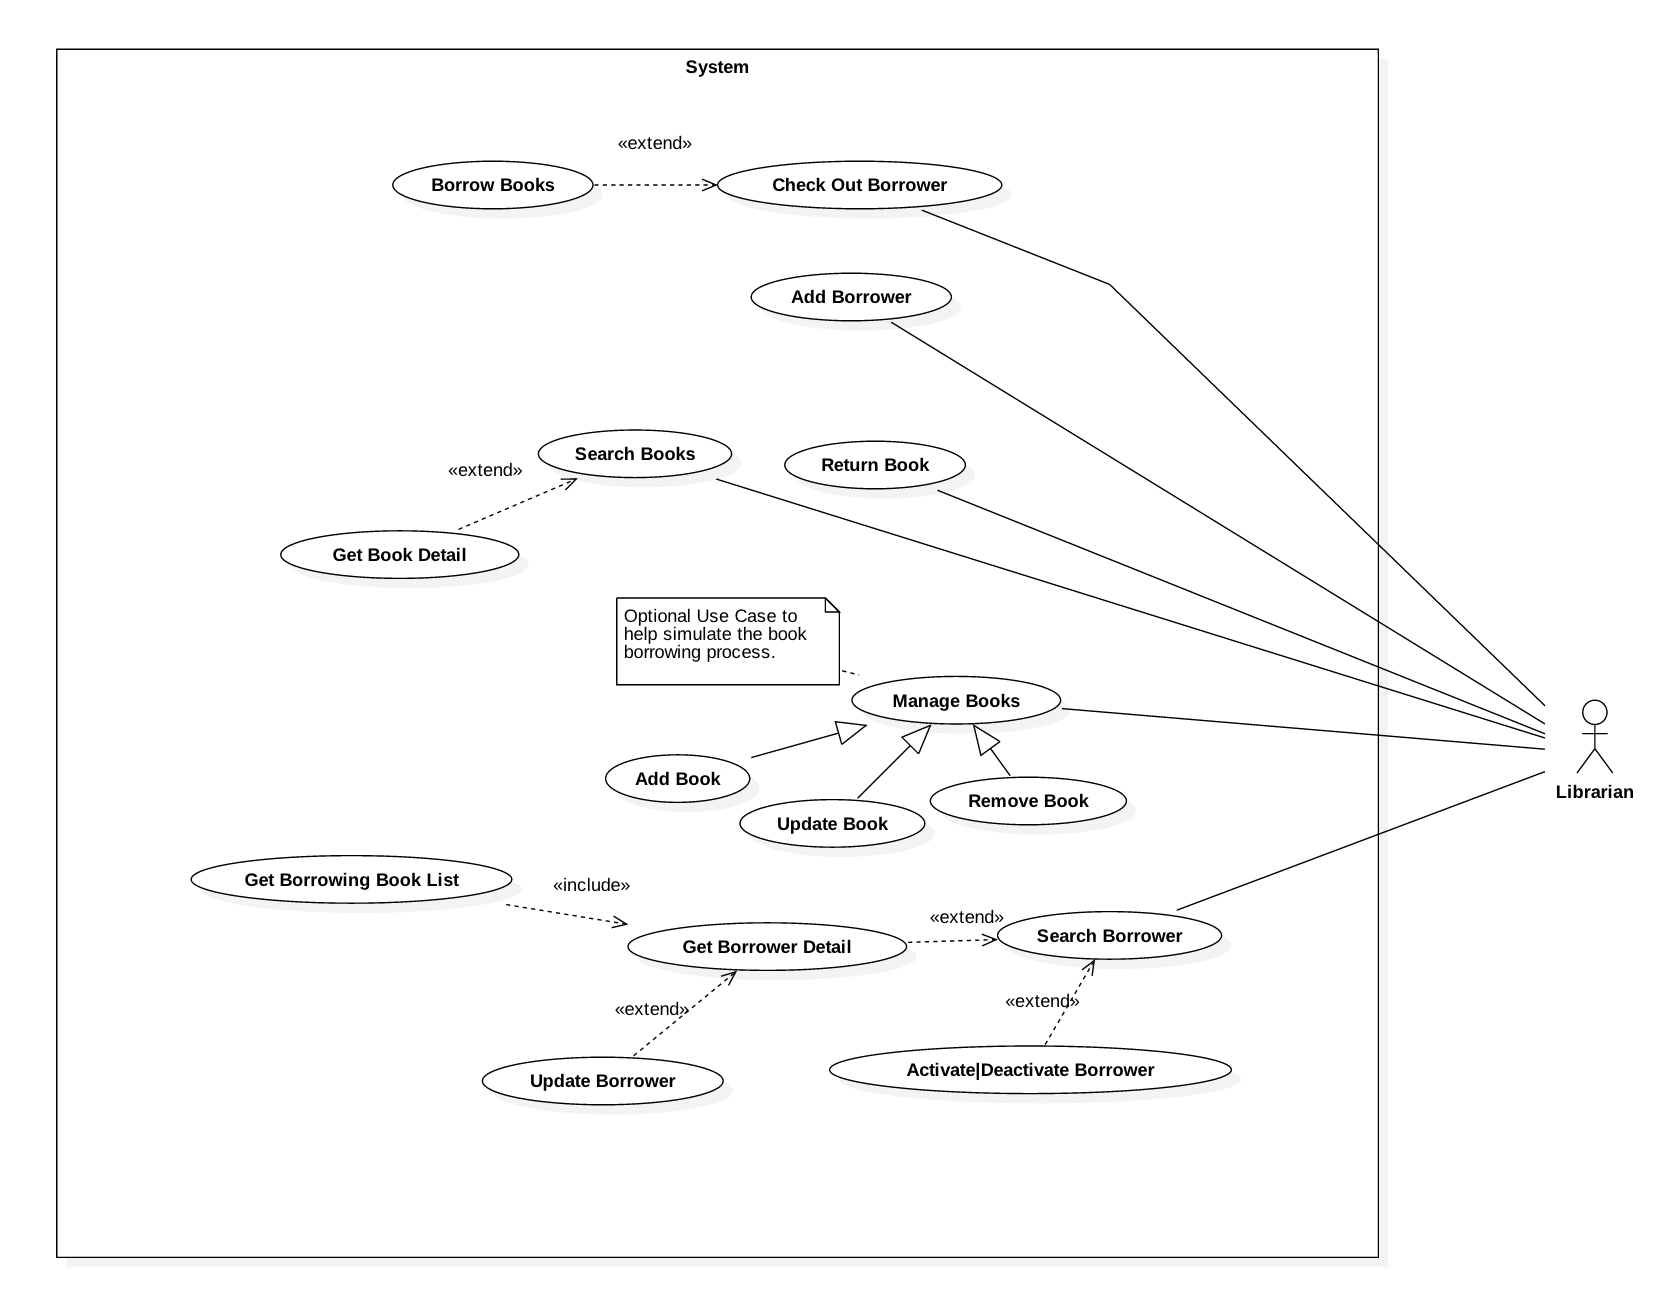 System
«extend»
Borrow Books
Check Out Borrower
Add Borrower
Search Books
Return Book
«extend»
Get Book Detail
Optional Use Case to
help simulate the book
borrowing process.
Manage Books
Add Book
Update Book
Remove Book
Librarian
Get Borrowing Book List
«include»
«extend»
Get Borrower Detail
Search Borrower
«extend»
«extend»
Update Borrower
Activate|Deactivate Borrower